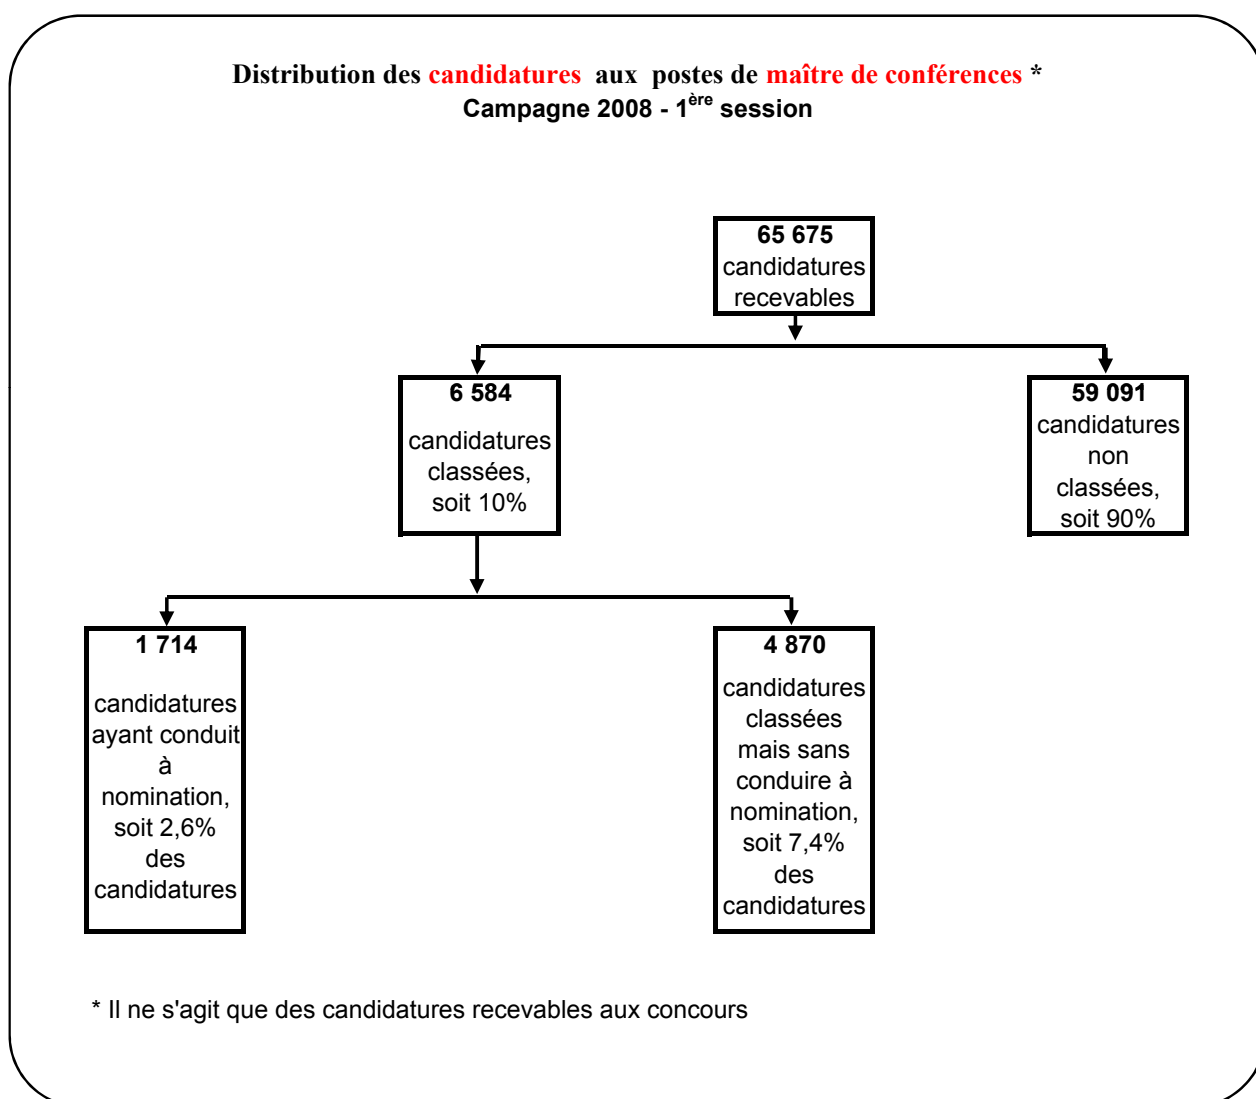 Distribution des candidatures aux postes de maître de conférences *
Campagne 2008 - 1ère session
65 675
candidatures
recevables
6 584
candidatures
classées,
soit 10%
59 091
candidatures
non
classées,
soit 90%
1 714
candidatures
ayant conduit
à
nomination,
soit 2,6%
des
candidatures
4 870
candidatures
classées
mais sans
conduire à
nomination,
soit 7,4%
des
candidatures
* Il ne s'agit que des candidatures recevables aux concours